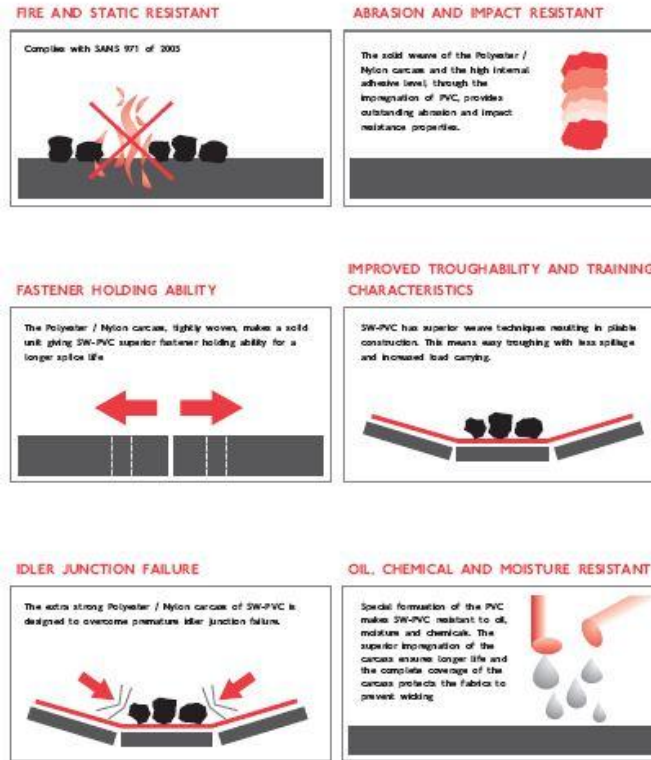 FIRE AND STATIC RESISTANT
Complies with SANS 971 of 2003
ABRASION AND IMPACT RESISTANT
The solid weave of the Polyester /
Nylon carcase and the high internal
adhesive level, through the
impregnation of PVC, provides
outstanding abrasion and impact
resistance properties.
FASTENER HOLDING ABILITY
The Polyester / Nylon carcase, tightly woven, makes a solid
unit giving SW-PVC superior fastener holding ability for a
longer splice life
IMPROVED TROUGHABILITY AND TRAINING
CHARACTERISTICS
SW-PVC has superior weave techniques resulting in pliable
construction. This means easy troughing with less spillage
and increased load carrying.
IDLER JUNCTION FAILURE
The extra strong Polyester / Nylon carcase of SW-PVC is
designed to overcome premature idler junction failure.
OIL, CHEMICAL AND MOISTURE RESISTANT
Special formuation of the PVC
makes SW-PVC resistant to oil,
moisture and chemicals. The
superior impregnation of the
carcass ensures longer life and
the complete coverage of the
carcass protects the fabrics to
prevent wicking